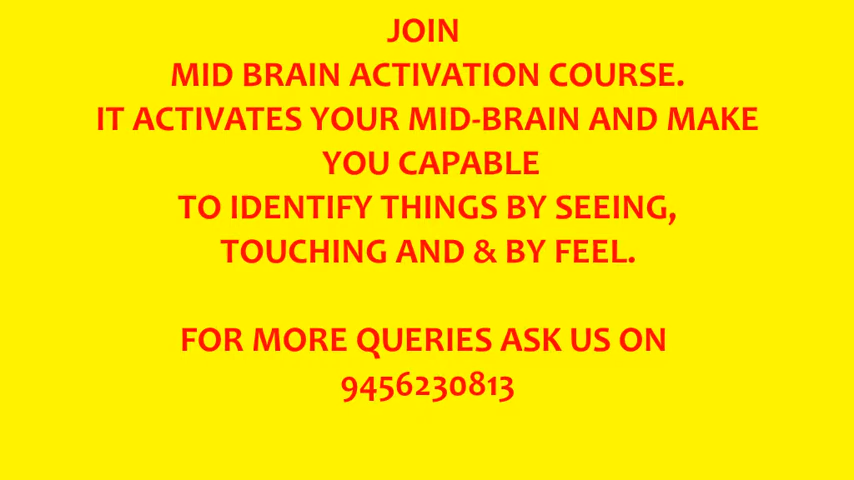 JOIN
MID BRAIN ACTIVATION COURSE.
IT ACTIVATES YOUR MID-BRAIN AND MAKE
YOU CAPABLE
TO IDENTIFY THINGS BY SEEING,
TOUCHING AND & BY FEEL.
FOR MORE QUERIES ASK US ON
9456230813